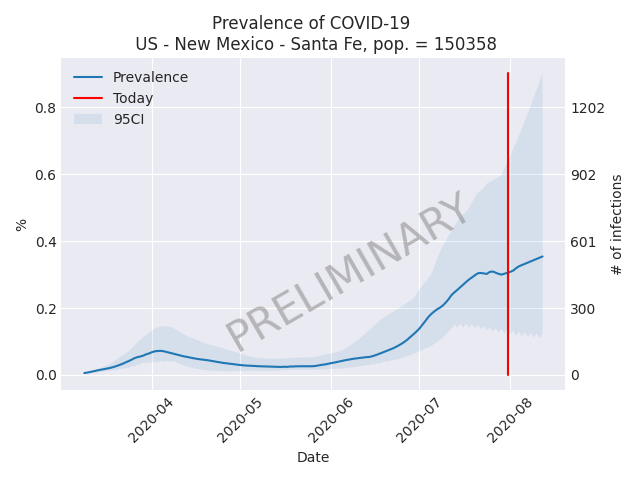 Prevalence of COVID-19
US - New Mexico - Santa Fe, pop. = 150358
Prevalence
Today
95CI
0.8
0.6
0.4
0.2
0.0
%
1202
902
601
300
0
# of infections
PRELIMINARY
2020-04
2020-05
2020-06
2020-07
2020-08
Date